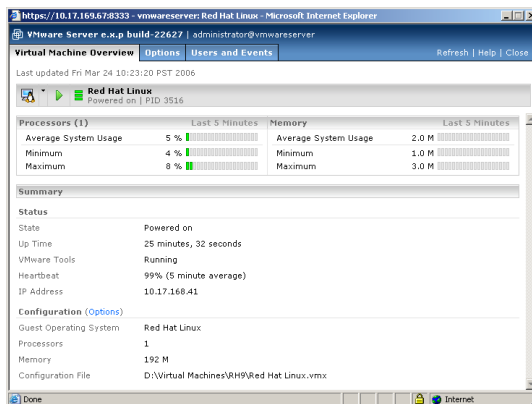 https://10.17.169.67:8333 - vmwareserver: Red Hat Linux - Microsoft Internet Explorer
VMware Server e.x.p build-22627 | administrator@vmwareserver
Virtual Machine Overview Options Users and Events Refresh | Help | Close
Last updated Fri Mar 24 10:23:20 PST 2006
Red Hat Linux
Powered on | PID 3516
Processors (1) Last 5 Minutes Memory Last 5 Minutes
Average System Usage 5 % Average System Usage 2.0 M
Minimum 4 % Minimum 1.0 M
Maximum 8 % Maximum 3.0 M
Summary
Status
State Powered on
Up Time 25 minutes, 32 seconds
VMware Tools Running
Heartbeat 99% (5 minute average)
IP Address 10.17.168.41
Configuration (Options)
Guest Operating System Red Hat Linux
Processors 1
Memory 192 M
Configuration File D:\Virtual Machines\RH9\Red Hat Linux.vmx
Done Internet